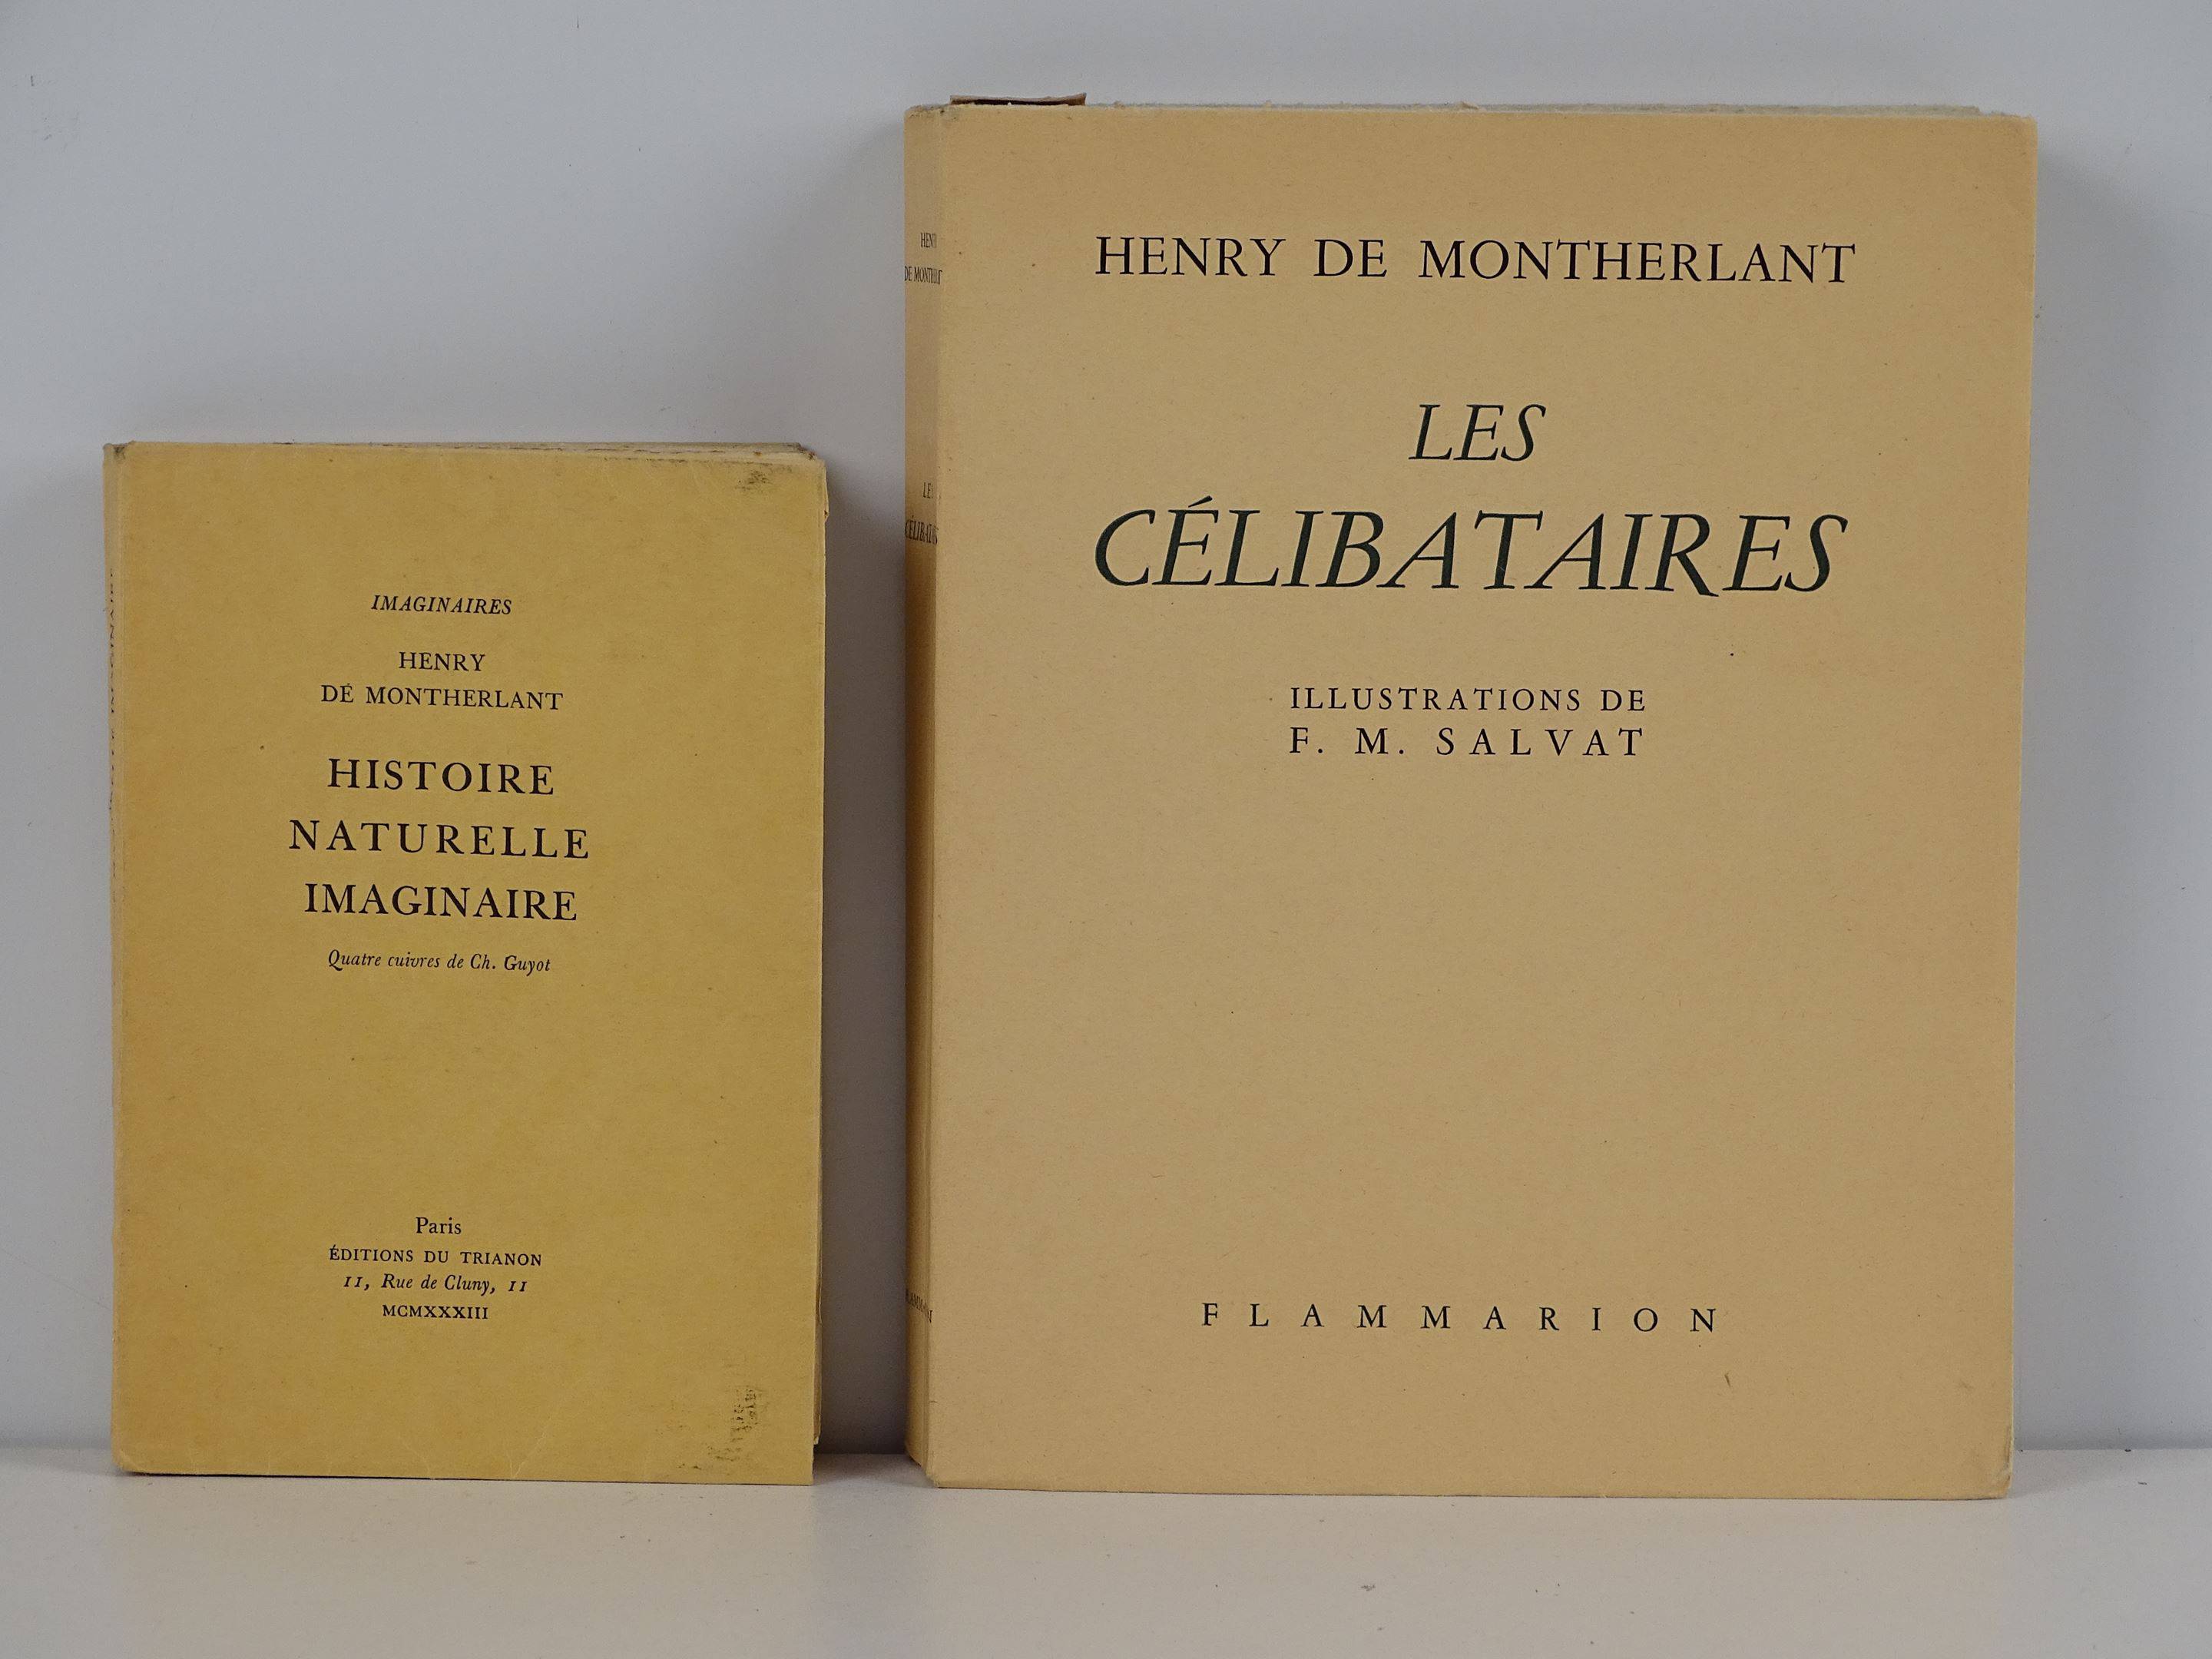 IMAGINAIRES
HENRY
DE MONTHERLANT
HISTOIRE
NATURELLE
IMAGINAIRE
Quatre cuivres de Ch. Guyot
Paris
ÉDITIONS DU TRIANON
11, Rue de Cluny, 11
MCMXXXIII
HENRY DE MONTHERLANT
LES
CÉLIBATAIRES
ILLUSTRATIONS DE
F. M. SALVAT
FLAMMARION